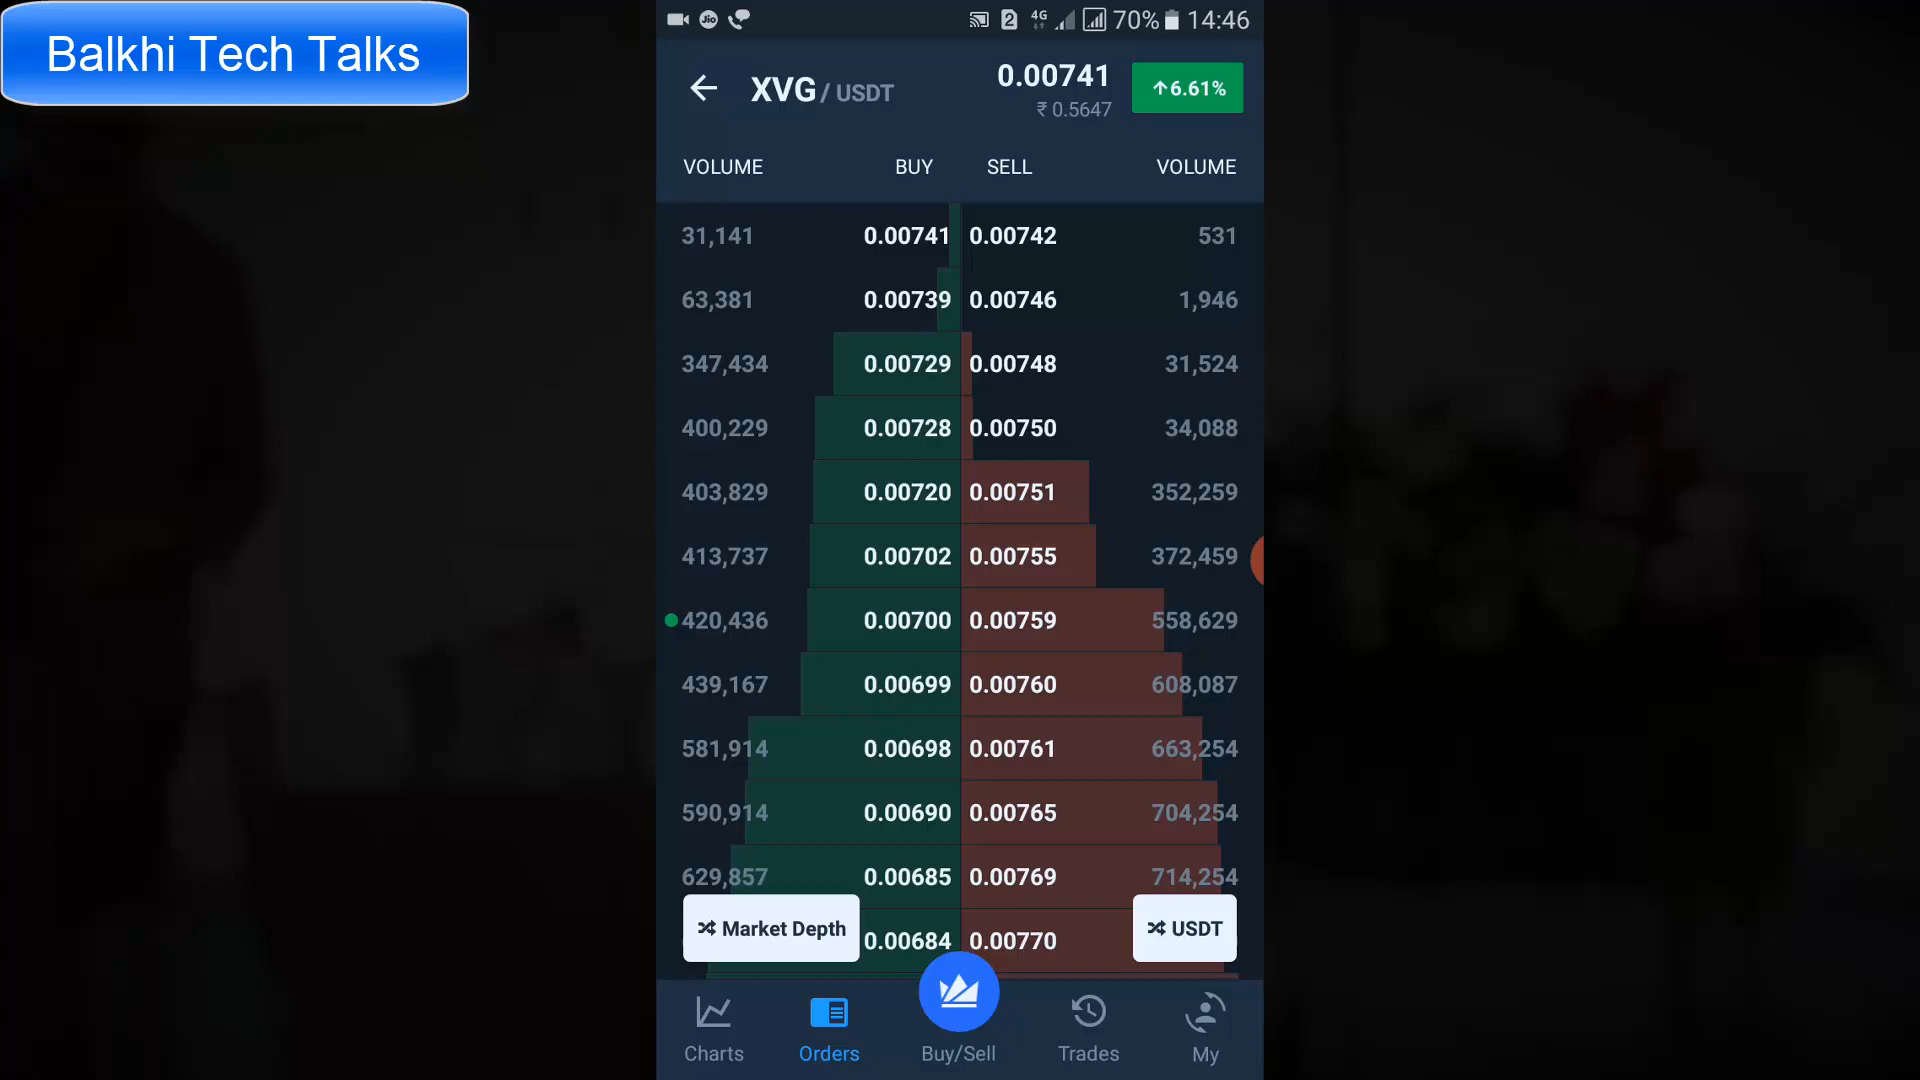 Balkhi Tech Talks
Jio 2 4G 70% 14:46
XVG / USDT 0.00741 ↑6.61%
₹ 0.5647
VOLUME BUY SELL VOLUME
31,141 0.00741 0.00742 531
63,381 0.00739 0.00746 1,946
347,434 0.00729 0.00748 31,524
400,229 0.00728 0.00750 34,088
403,829 0.00720 0.00751 352,259
413,737 0.00702 0.00755 372,459
420,436 0.00700 0.00759 558,629
439,167 0.00699 0.00760 608,087
581,914 0.00698 0.00761 663,254
590,914 0.00690 0.00765 704,254
629,857 0.00685 0.00769 714,254
Market Depth 0.00684 0.00770 USDT
Charts Orders Buy/Sell Trades My